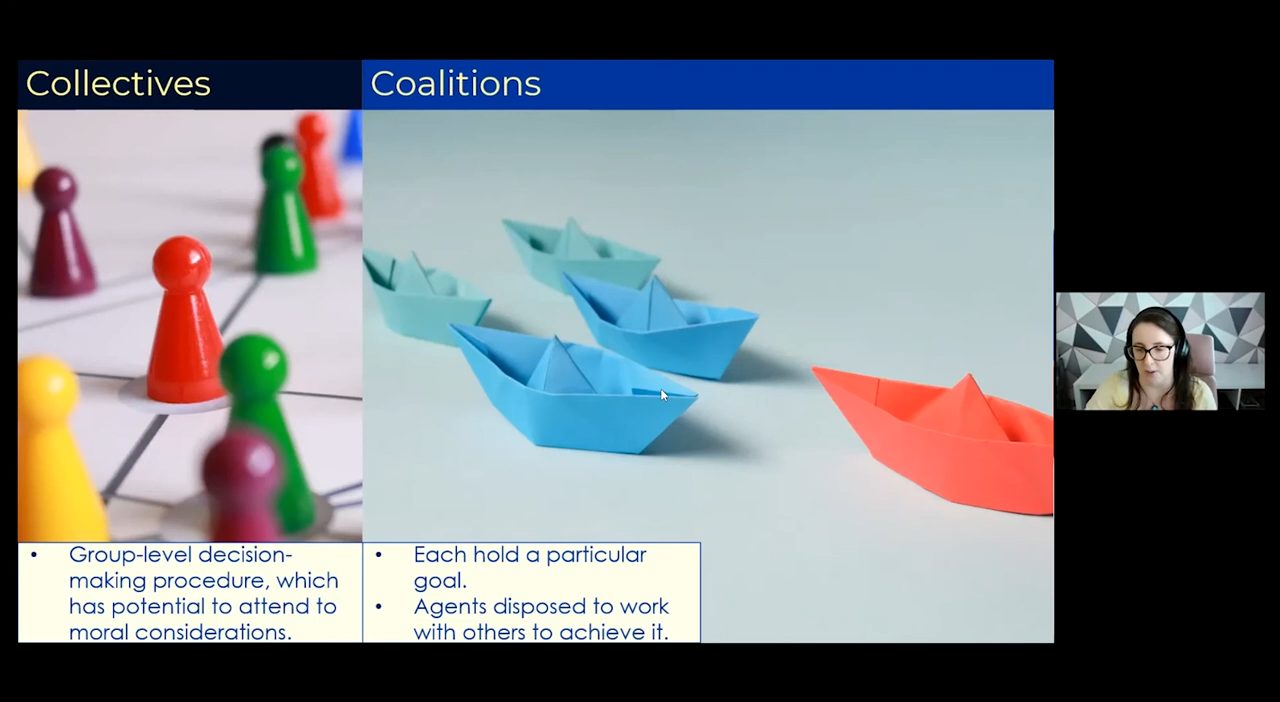 Collectives
Coalitions
• Group-level decision-
making procedure, which
has potential to attend to
moral considerations.
• Each hold a particular
goal.
• Agents disposed to work
with others to achieve it.